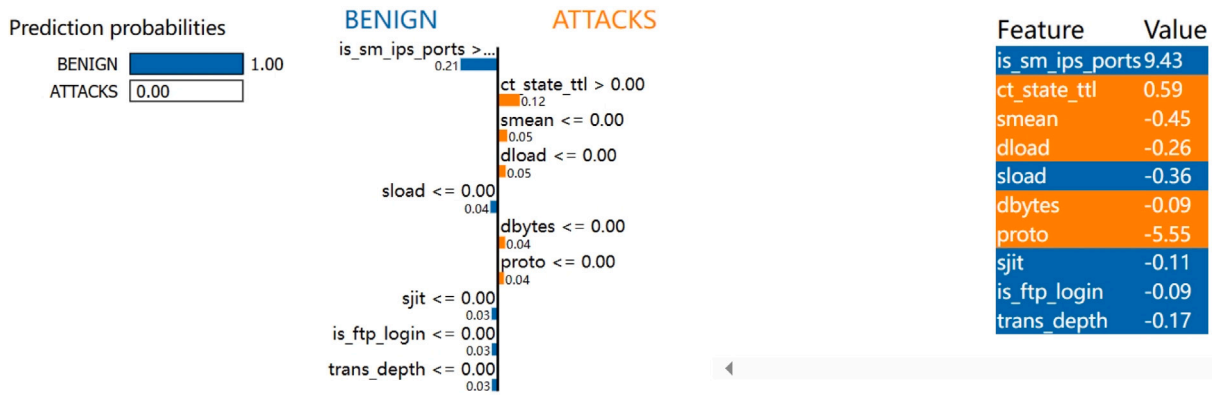 Prediction probabilities
BENIGN 1.00
ATTACKS 0.00
BENIGN ATTACKS
is_sm_ips_ports >...
0.21
ct_state_ttl > 0.00
0.12
smean <= 0.00
0.05
dload <= 0.00
0.05
sload <= 0.00
0.04
dbytes <= 0.00
0.04
proto <= 0.00
0.04
sjit <= 0.00
0.03
is_ftp_login <= 0.00
0.03
trans_depth <= 0.00
0.03
Feature Value
is_sm_ips_ports 9.43
ct_state_ttl 0.59
smean -0.45
dload -0.26
sload -0.36
dbytes -0.09
proto -5.55
sjit -0.11
is_ftp_login -0.09
trans_depth -0.17